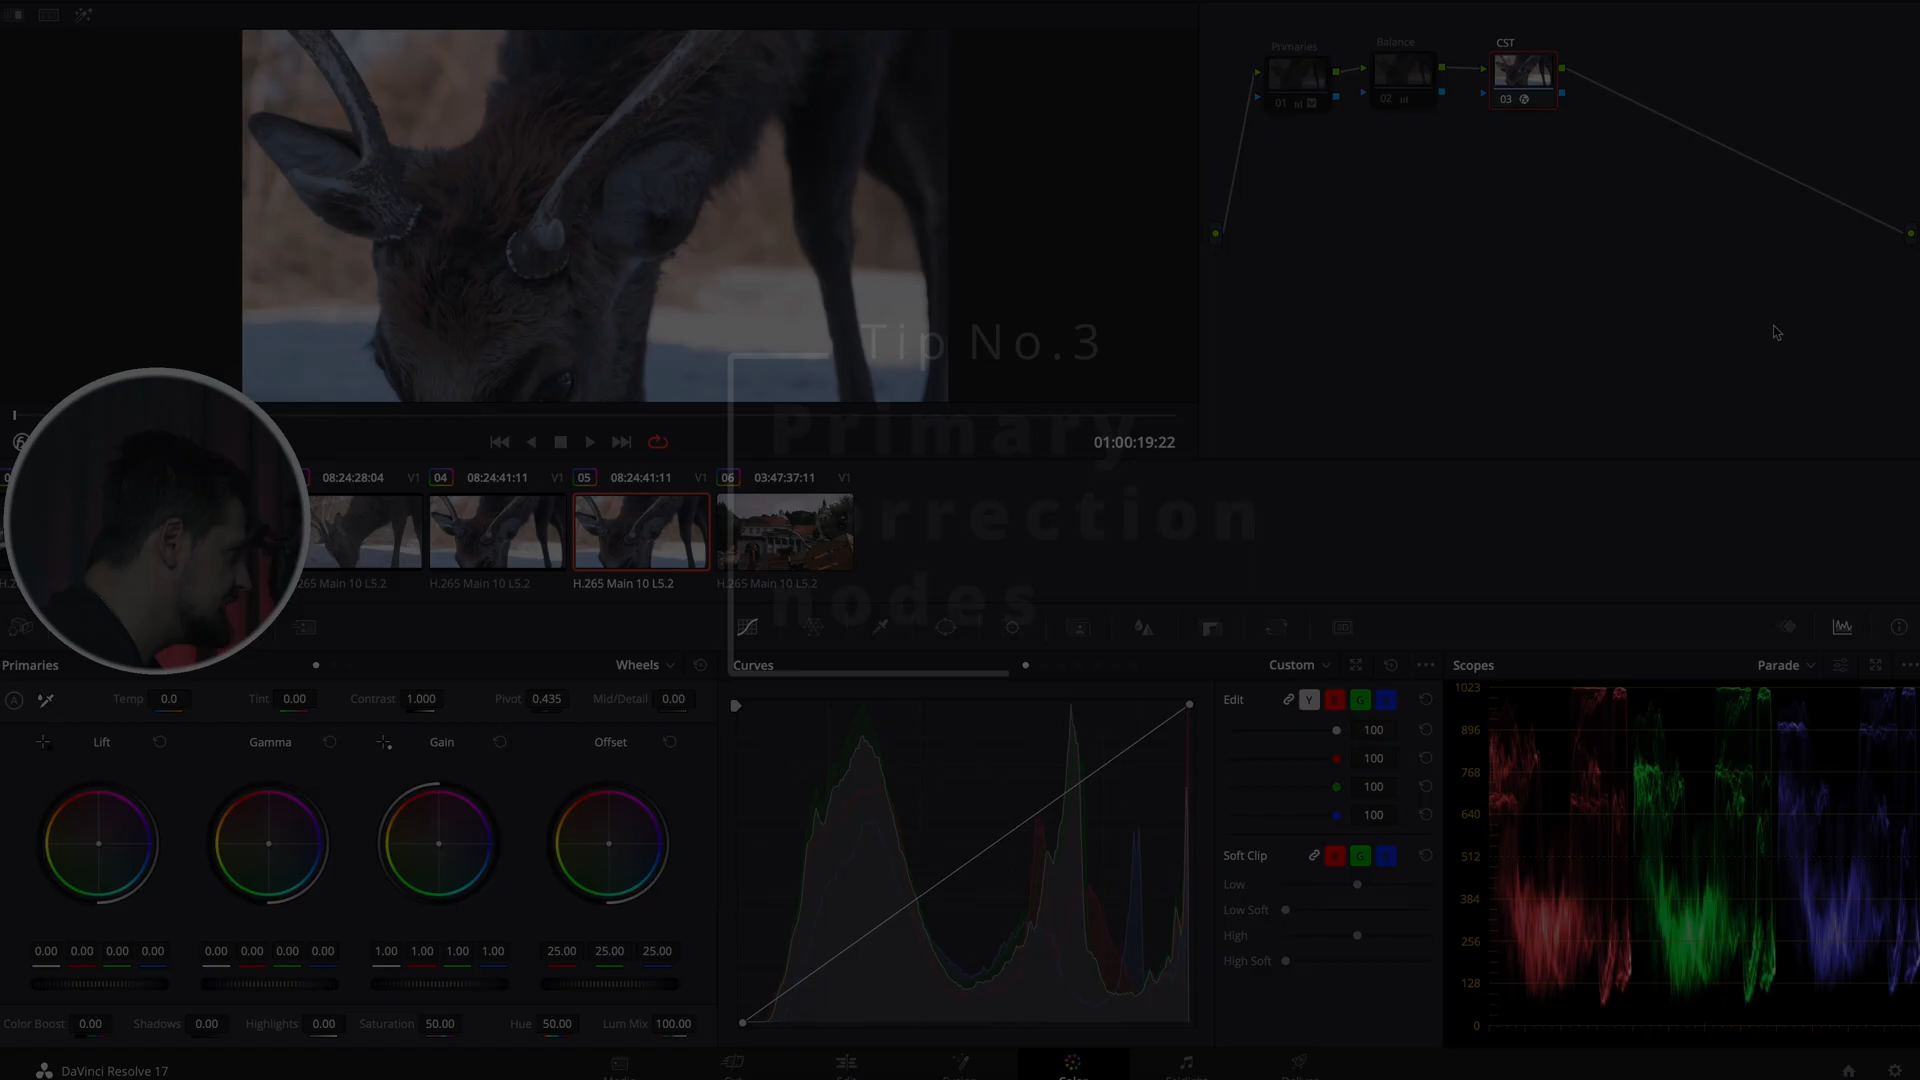 Primaries
Balance
CST
01
02
03
Tip No.3
Primary
rrection
nodes
01:00:19:22
08:24:28:04 V1
04 08:24:41:11 V1
05 08:24:41:11 V1
06 03:47:37:11 V1
265 Main 10 L5.2
H.265 Main 10 L5.2
H.265 Main 10 L5.2
H.265 Main 10 L5.2
Primaries
Wheels
Curves
Custom
Scopes
Parade
Temp 0.0 Tint 0.00 Contrast 1.000 Pivot 0.435 Mid/Detail 0.00
Lift Gamma Gain Offset
0.00 0.00 0.00 0.00
0.00 0.00 0.00 0.00
1.00 1.00 1.00 1.00
25.00 25.00 25.00
Color Boost 0.00 Shadows 0.00 Highlights 0.00 Saturation 50.00 Hue 50.00 Lum Mix 100.00
Edit Y R G
100
100
100
100
Soft Clip R G
Low
Low Soft
High
High Soft
1023
896
768
640
512
384
256
128
0
DaVinci Resolve 17